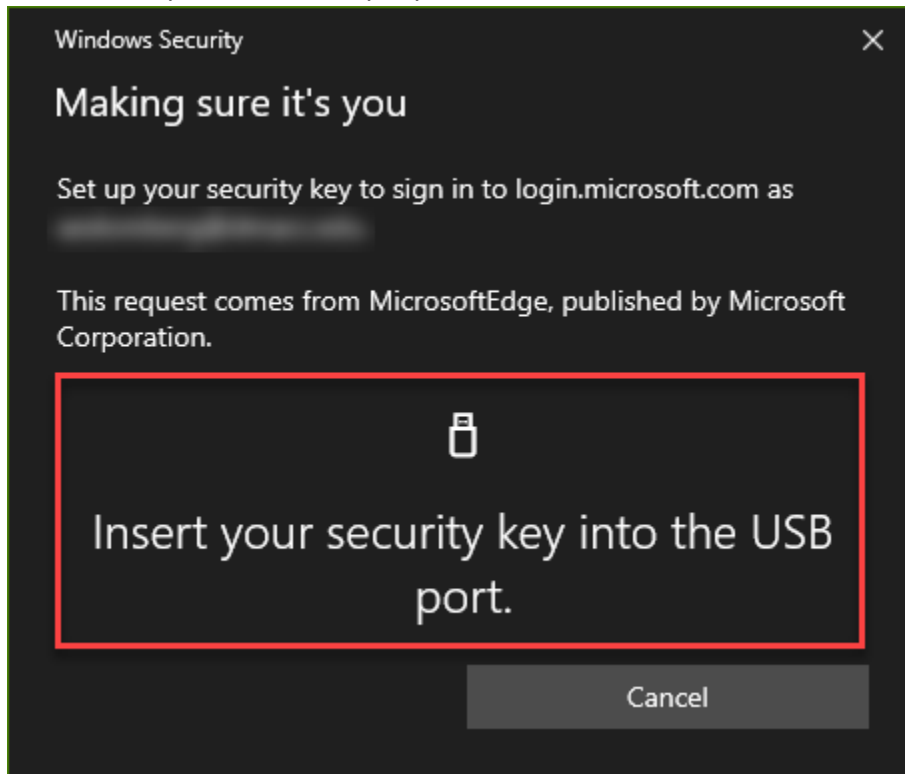 Windows Security
Making sure it's you
Set up your security key to sign in to login.microsoft.com as
This request comes from MicrosoftEdge, published by Microsoft
Corporation.
Insert your security key into the USB
port.
Cancel